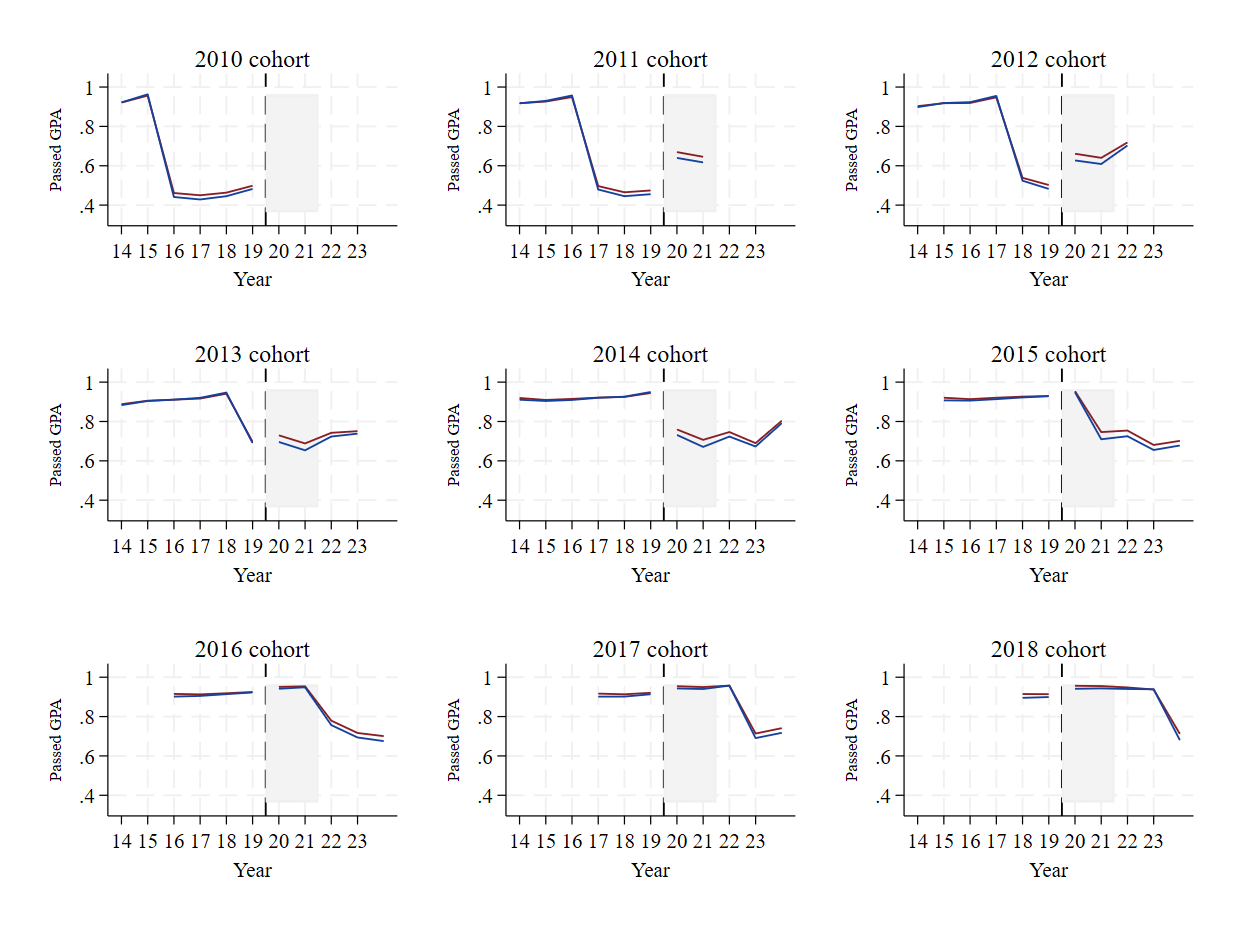 2010 cohort
1
.8
.6
.4
Passed GPA
14 15 16 17 18 19 20 21 22 23
Year
2011 cohort
1
.8
.6
.4
Passed GPA
14 15 16 17 18 19 20 21 22 23
Year
2012 cohort
1
.8
.6
.4
Passed GPA
14 15 16 17 18 19 20 21 22 23
Year
2013 cohort
1
.8
.6
.4
Passed GPA
14 15 16 17 18 19 20 21 22 23
Year
2014 cohort
1
.8
.6
.4
Passed GPA
14 15 16 17 18 19 20 21 22 23
Year
2015 cohort
1
.8
.6
.4
Passed GPA
14 15 16 17 18 19 20 21 22 23
Year
2016 cohort
1
.8
.6
.4
Passed GPA
14 15 16 17 18 19 20 21 22 23
Year
2017 cohort
1
.8
.6
.4
Passed GPA
14 15 16 17 18 19 20 21 22 23
Year
2018 cohort
1
.8
.6
.4
Passed GPA
14 15 16 17 18 19 20 21 22 23
Year